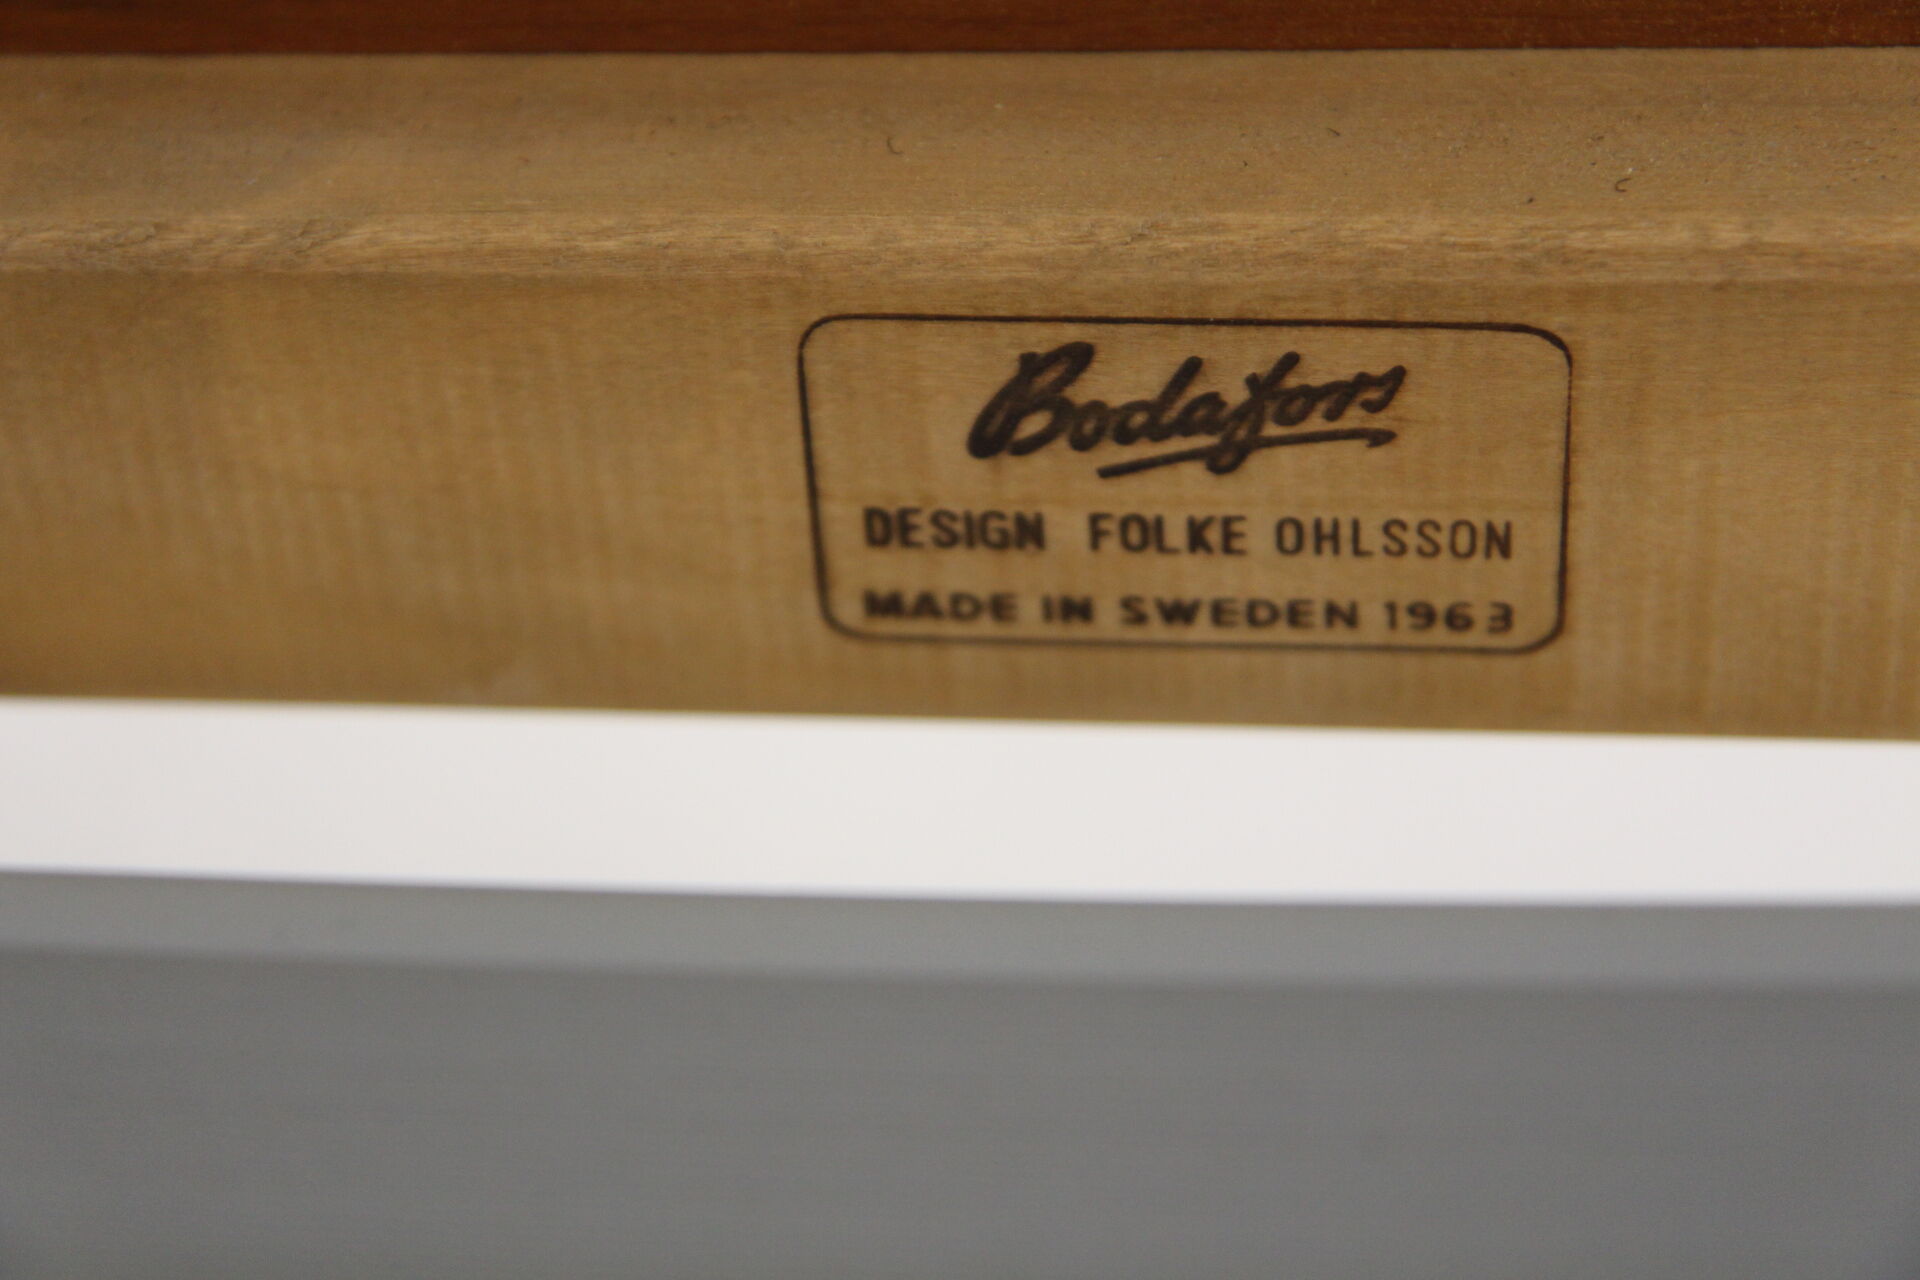 Bodafors
DESIGN FOLKE OHLSSON
MADE IN SWEDEN 1963